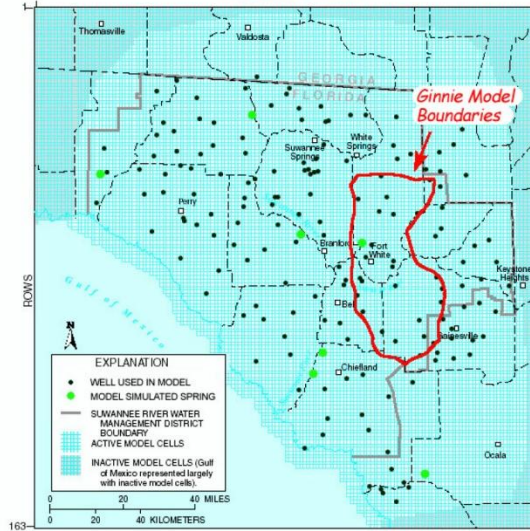 1
Thomasville
Valdosta
GEORGIA
FLORIDA
Ginnie Model
Boundaries
White
Springs
Suwannee
Springs
Perry
Branford
Fort
White
Keystone
Heights
ROWS
Gulf of Mexico
Bell
Gainesville
Chiefland
Ocala
N
EXPLANATION
WELL USED IN MODEL
MODEL SIMULATED SPRING
SUWANNEE RIVER WATER
MANAGEMENT DISTRICT
BOUNDARY
ACTIVE MODEL CELLS
INACTIVE MODEL CELLS (Gulf
of Mexico represented largely
with inactive model cells).
0 20 40 MILES
0 20 40 KILOMETERS
163